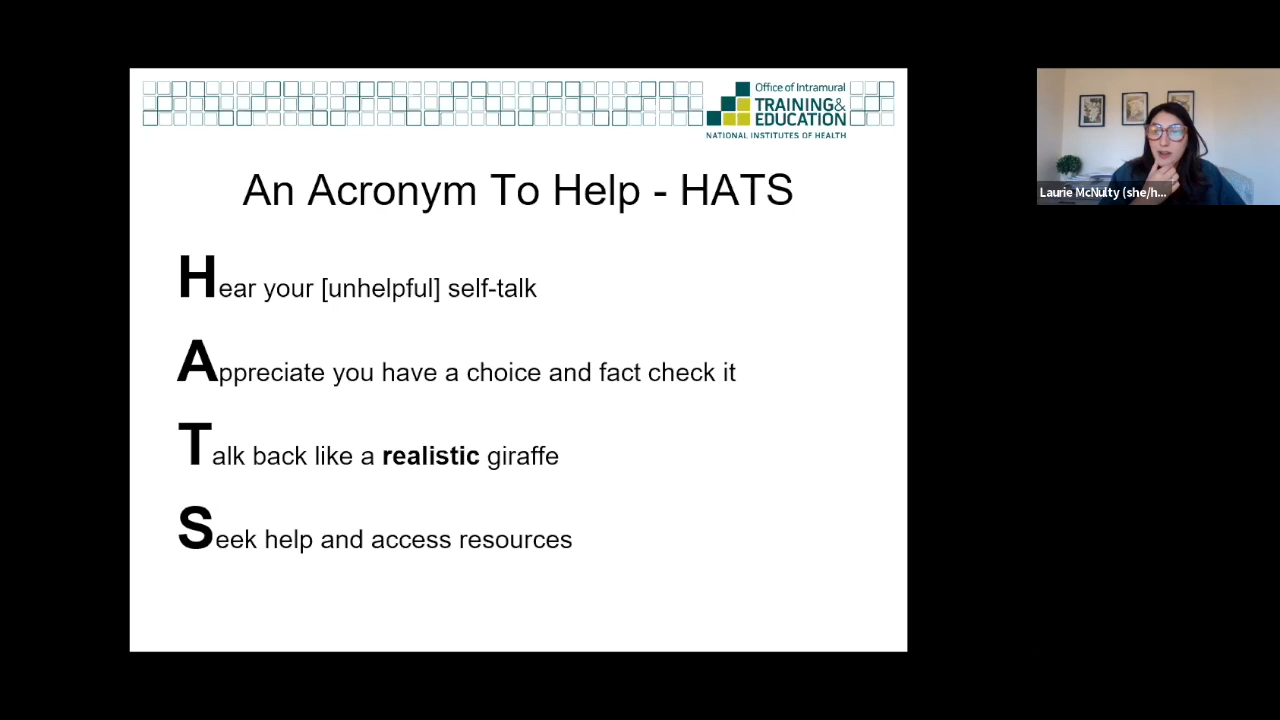 Office of Intramural
TRAINING&
EDUCATION
NATIONAL INSTITUTES OF HEALTH
An Acronym To Help - HATS
Hear your [unhelpful] self-talk
Appreciate you have a choice and fact check it
Talk back like a realistic giraffe
Seek help and access resources
Laurie McNulty (she/h...